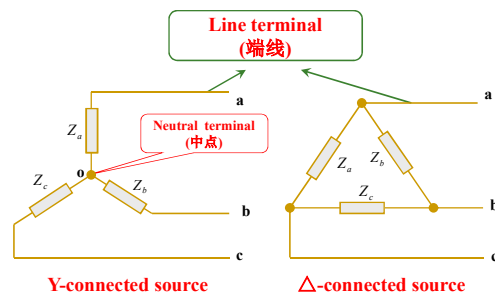 Line terminal
(端线)
a
Z_a
Neutral terminal
(中点)
o
Z_c
Z_b
b
c
Y-connected source
a
Z_a
Z_b
Z_c
b
c
△-connected source